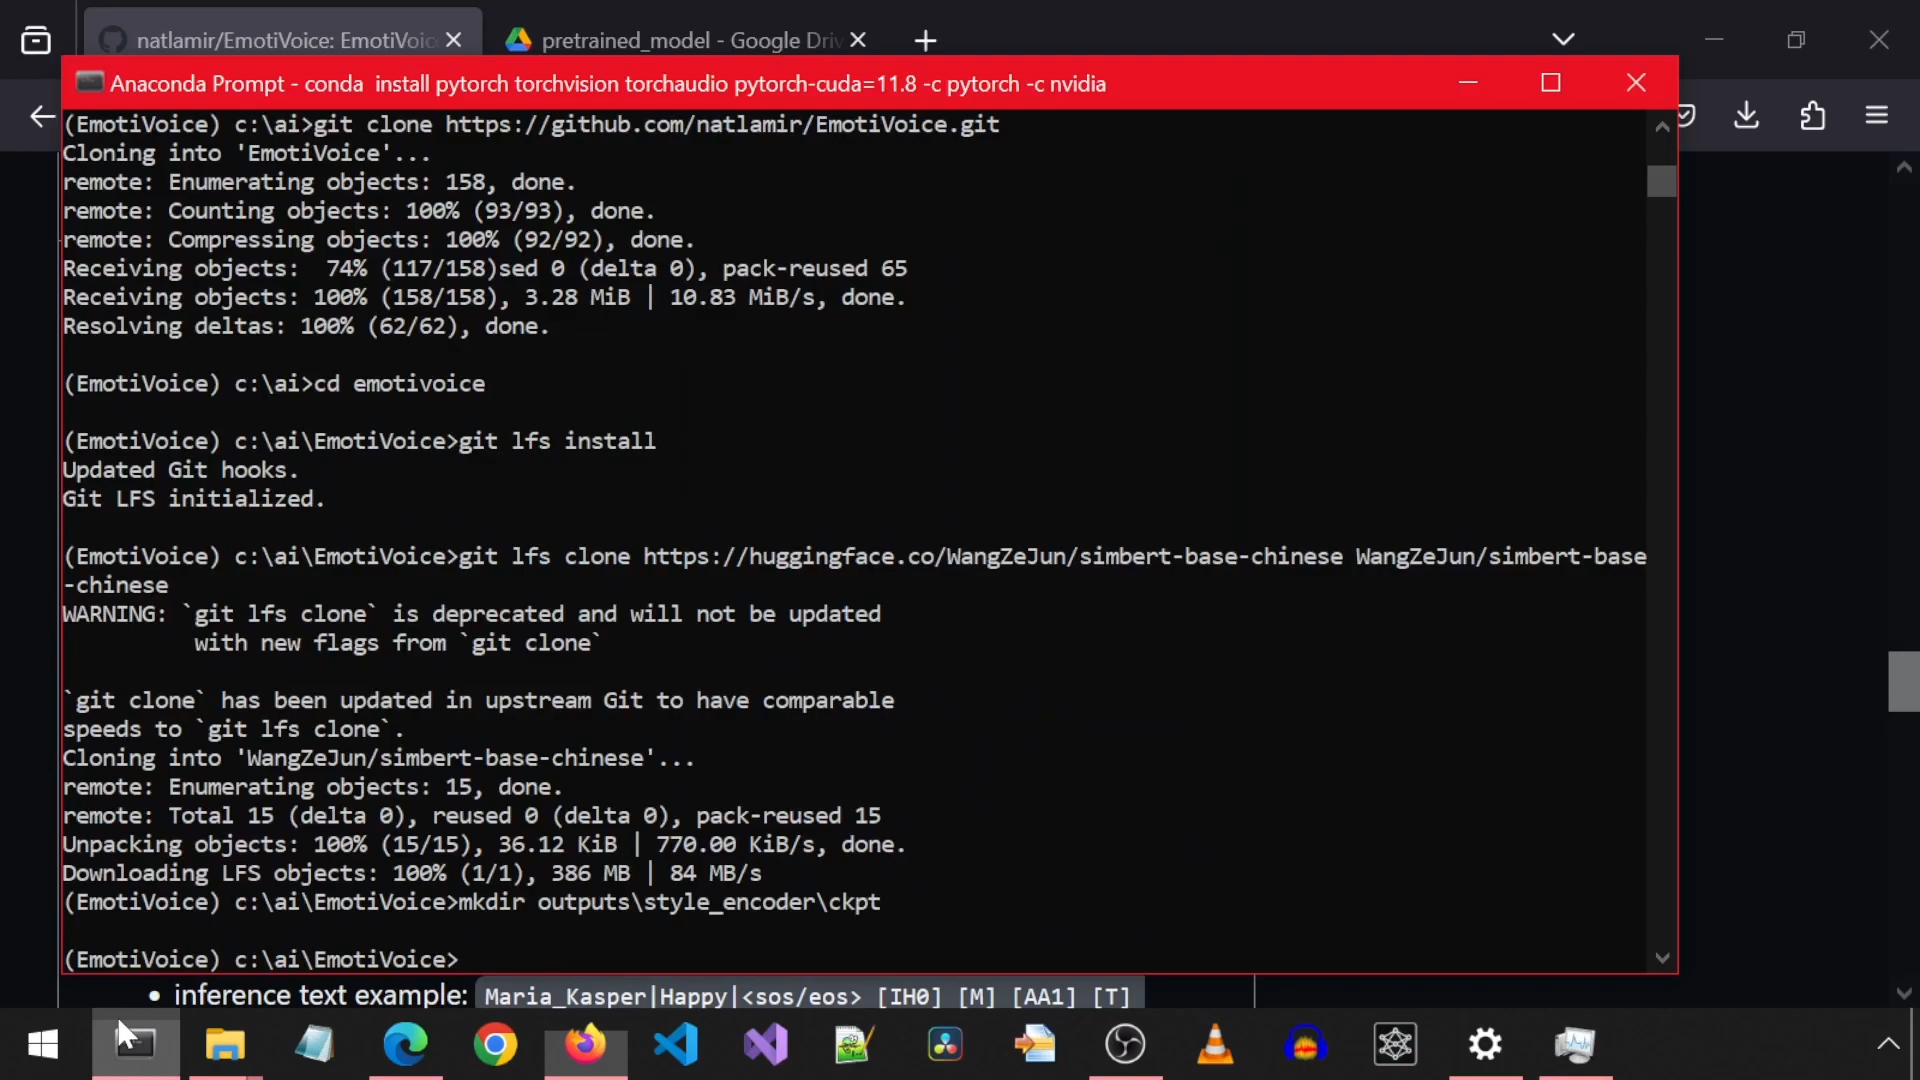 natlamir/EmotiVoice: EmotiVoic
pretrained_model - Google Driv
Anaconda Prompt - conda  install pytorch torchvision torchaudio pytorch-cuda=11.8 -c pytorch -c nvidia
(EmotiVoice) c:\ai>git clone https://github.com/natlamir/EmotiVoice.git
Cloning into 'EmotiVoice'...
remote: Enumerating objects: 158, done.
remote: Counting objects: 100% (93/93), done.
remote: Compressing objects: 100% (92/92), done.
Receiving objects:  74% (117/158)sed 0 (delta 0), pack-reused 65
Receiving objects: 100% (158/158), 3.28 MiB | 10.83 MiB/s, done.
Resolving deltas: 100% (62/62), done.
(EmotiVoice) c:\ai>cd emotivoice
(EmotiVoice) c:\ai\EmotiVoice>git lfs install
Updated Git hooks.
Git LFS initialized.
(EmotiVoice) c:\ai\EmotiVoice>git lfs clone https://huggingface.co/WangZeJun/simbert-base-chinese WangZeJun/simbert-base
-chinese
WARNING: `git lfs clone` is deprecated and will not be updated
          with new flags from `git clone`
`git clone` has been updated in upstream Git to have comparable
speeds to `git lfs clone`.
Cloning into 'WangZeJun/simbert-base-chinese'...
remote: Enumerating objects: 15, done.
remote: Total 15 (delta 0), reused 0 (delta 0), pack-reused 15
Unpacking objects: 100% (15/15), 36.12 KiB | 770.00 KiB/s, done.
Downloading LFS objects: 100% (1/1), 386 MB | 84 MB/s
(EmotiVoice) c:\ai\EmotiVoice>mkdir outputs\style_encoder\ckpt
(EmotiVoice) c:\ai\EmotiVoice>
• inference text example: Maria_Kasper|Happy|<sos/eos> [IH0] [M] [AA1] [T]